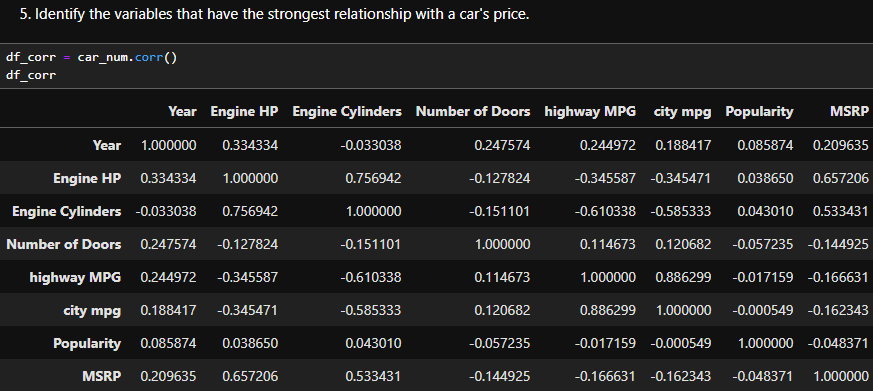 5. Identify the variables that have the strongest relationship with a car's price.
df_corr = car_num.corr()
df_corr
Year Engine HP Engine Cylinders Number of Doors highway MPG city mpg Popularity MSRP
Year 1.000000 0.334334 -0.033038 0.247574 0.244972 0.188417 0.085874 0.209635
Engine HP 0.334334 1.000000 0.756942 -0.127824 -0.345587 -0.345471 0.038650 0.657206
Engine Cylinders -0.033038 0.756942 1.000000 -0.151101 -0.610338 -0.585333 0.043010 0.533431
Number of Doors 0.247574 -0.127824 -0.151101 1.000000 0.114673 0.120682 -0.057235 -0.144925
highway MPG 0.244972 -0.345587 -0.610338 0.114673 1.000000 0.886299 -0.017159 -0.166631
city mpg 0.188417 -0.345471 -0.585333 0.120682 0.886299 1.000000 -0.000549 -0.162343
Popularity 0.085874 0.038650 0.043010 -0.057235 -0.017159 -0.000549 1.000000 -0.048371
MSRP 0.209635 0.657206 0.533431 -0.144925 -0.166631 -0.162343 -0.048371 1.000000